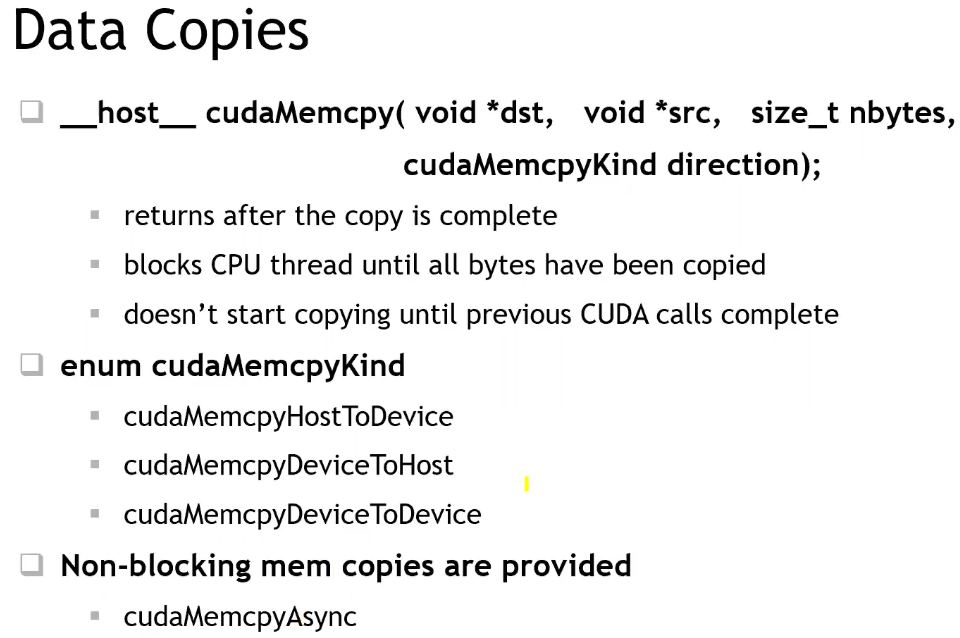 Data Copies
__host__ cudaMemcpy( void *dst, void *src, size_t nbytes,
cudaMemcpyKind direction);
returns after the copy is complete
blocks CPU thread until all bytes have been copied
doesn’t start copying until previous CUDA calls complete
enum cudaMemcpyKind
cudaMemcpyHostToDevice
cudaMemcpyDeviceToHost
cudaMemcpyDeviceToDevice
Non-blocking mem copies are provided
cudaMemcpyAsync